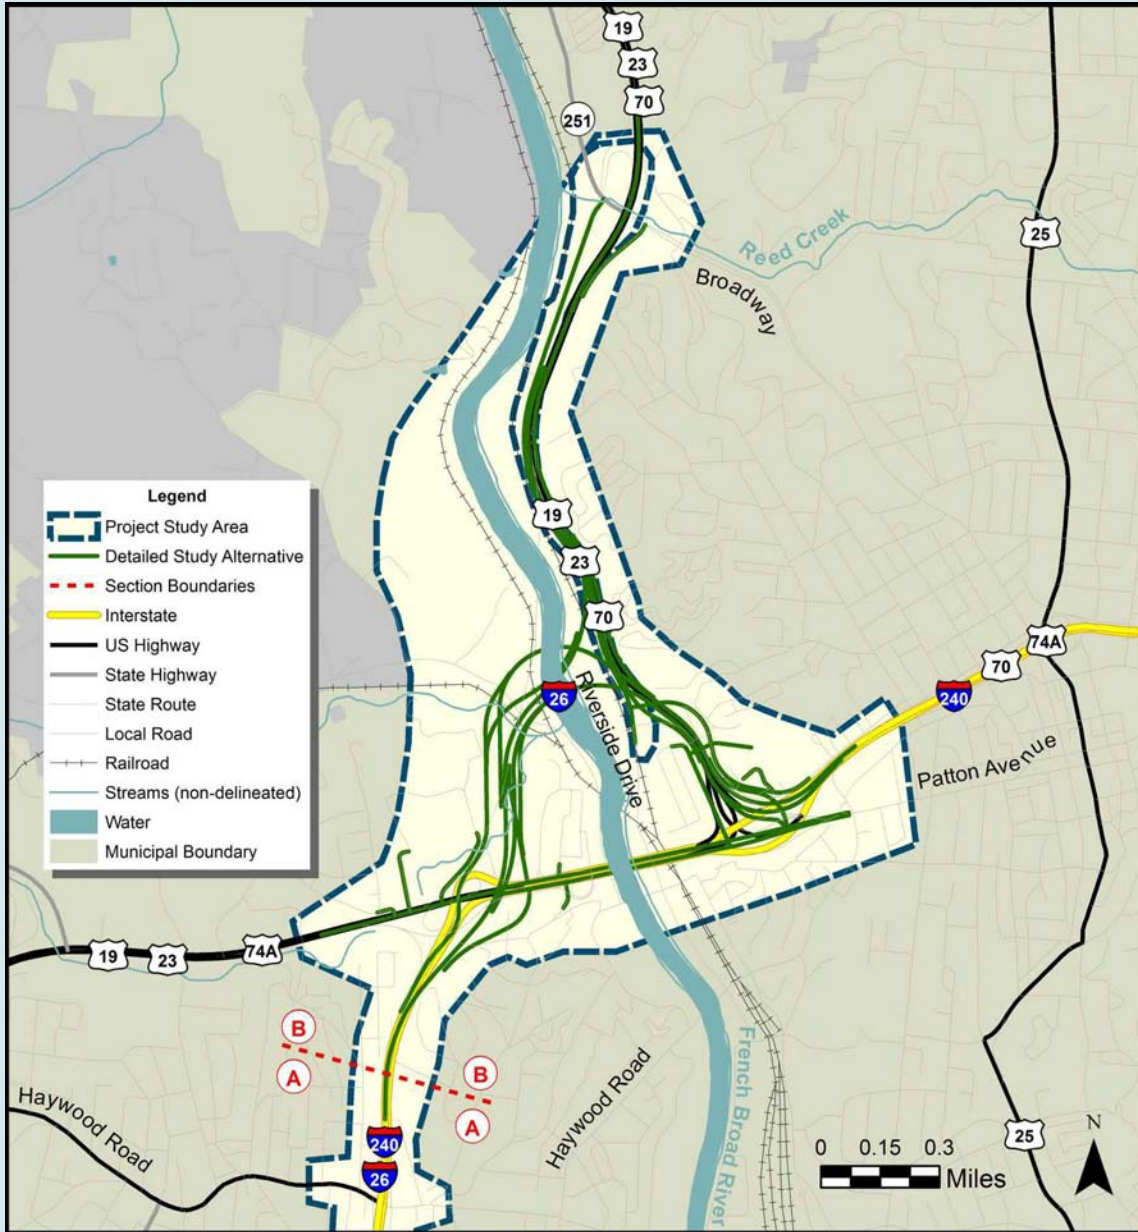 19
23
70
251
25
Reed Creek
Broadway
Legend
Project Study Area
Detailed Study Alternative
Section Boundaries
Interstate
US Highway
State Highway
State Route
Local Road
Railroad
Streams (non-delineated)
Water
Municipal Boundary
19
23
70
74A
70
240
26
Riverside Drive
Patton Avenue
19
23
74A
B
A
B
A
Haywood Road
Haywood Road
French Broad River
240
26
25
N
0 0.15 0.3
Miles